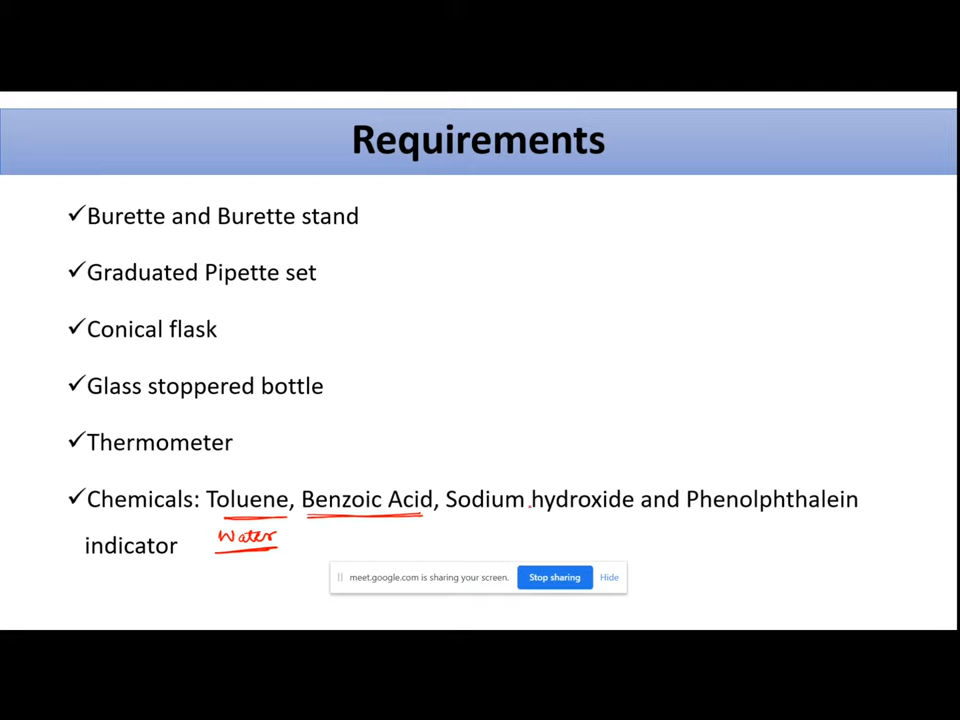 Requirements
✓Burette and Burette stand
✓Graduated Pipette set
✓Conical flask
✓Glass stoppered bottle
✓Thermometer
✓Chemicals: Toluene, Benzoic Acid, Sodium hydroxide and Phenolphthalein
indicator
Water
meet.google.com is sharing your screen. Stop sharing Hide